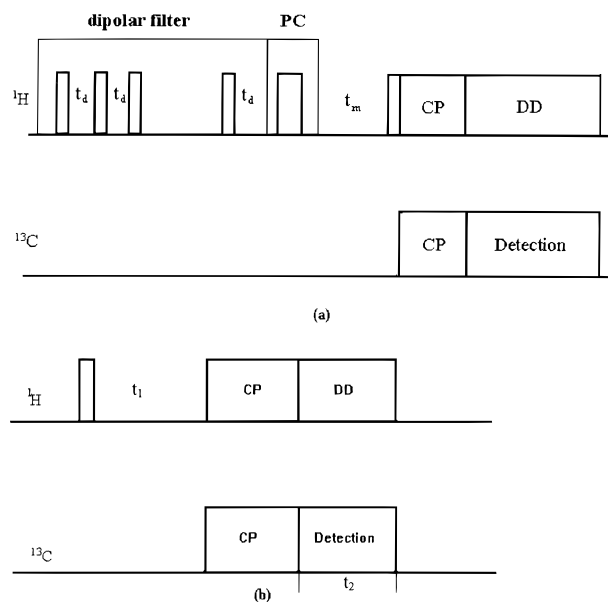 dipolar filter PC
¹H t_d t_d t_d t_m CP DD
¹³C CP Detection
(a)
¹H t₁ CP DD
¹³C CP Detection
t₂
(b)